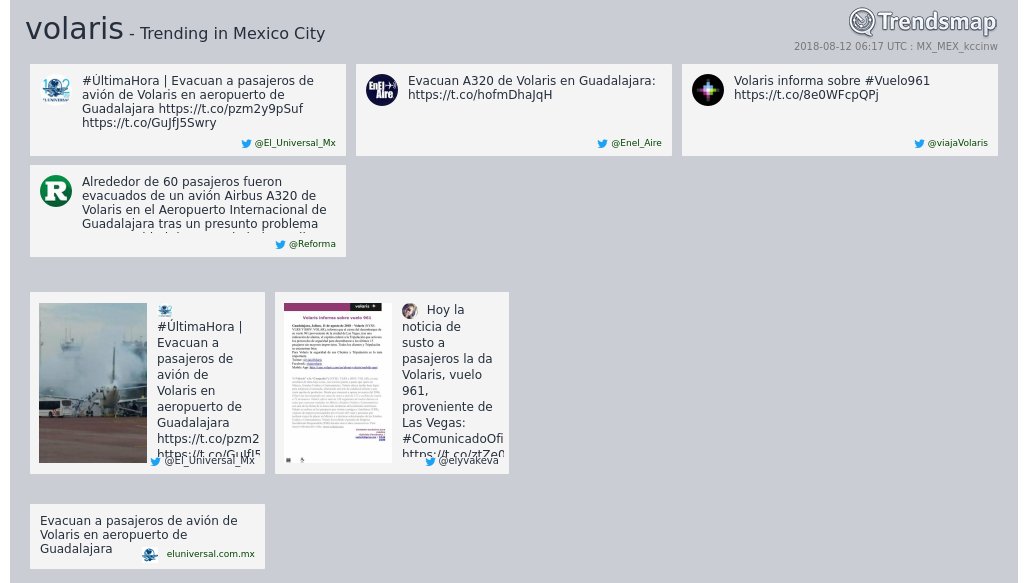 volaris - Trending in Mexico City
Trendsmap
2018-08-12 06:17 UTC : MX_MEX_kccinw
#ÚltimaHora | Evacuan a pasajeros de
avión de Volaris en aeropuerto de
Guadalajara https://t.co/pzm2y9pSuf
https://t.co/GuJfJ5Swry
@El_Universal_Mx
Evacuan A320 de Volaris en Guadalajara:
https://t.co/hofmDhaJqH
@Enel_Aire
Volaris informa sobre #Vuelo961
https://t.co/8e0WFcpQPj
@viajaVolaris
Alrededor de 60 pasajeros fueron
evacuados de un avión Airbus A320 de
Volaris en el Aeropuerto Internacional de
Guadalajara tras un presunto problema
@Reforma
#ÚltimaHora |
Evacuan a
pasajeros de
avión de
Volaris en
aeropuerto de
Guadalajara
https://t.co/pzm2
https://t.co/GuJfJ5
@El_Universal_Mx
volaris
Volaris informa sobre vuelo 961
Hoy la
noticia de
susto a
pasajeros la da
Volaris, vuelo
961,
proveniente de
Las Vegas:
#ComunicadoOfi
https://t.co/ztZe0
@elyvakeva
Evacuan a pasajeros de avión de
Volaris en aeropuerto de
Guadalajara
eluniversal.com.mx